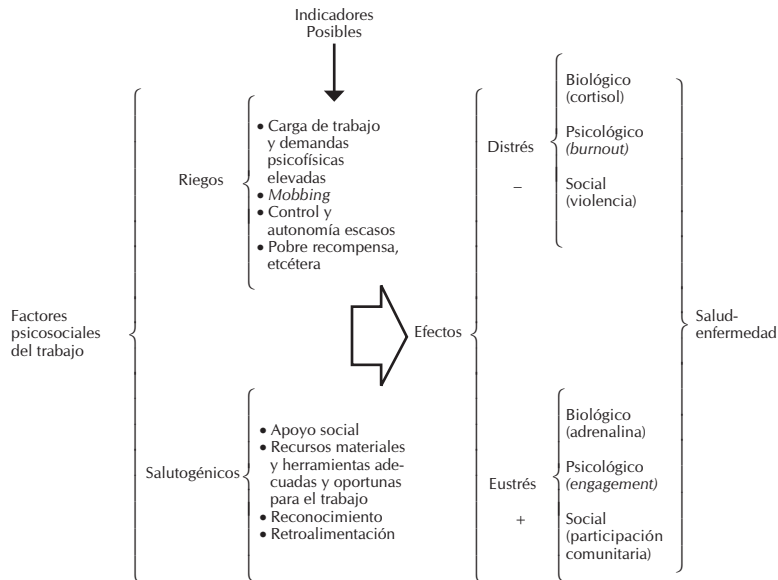 Indicadores
Posibles
Factores
psicosociales
del trabajo
Riegos
• Carga de trabajo
y demandas
psicofísicas
elevadas
• Mobbing
• Control y
autonomía escasos
• Pobre recompensa,
etcétera
Salutogénicos
• Apoyo social
• Recursos materiales
y herramientas ade-
cuadas y oportunas
para el trabajo
• Reconocimiento
• Retroalimentación
Efectos
Distrés
–
Biológico
(cortisol)
Psicológico
(burnout)
Social
(violencia)
Eustrés
+
Biológico
(adrenalina)
Psicológico
(engagement)
Social
(participación
comunitaria)
Salud-
enfermedad